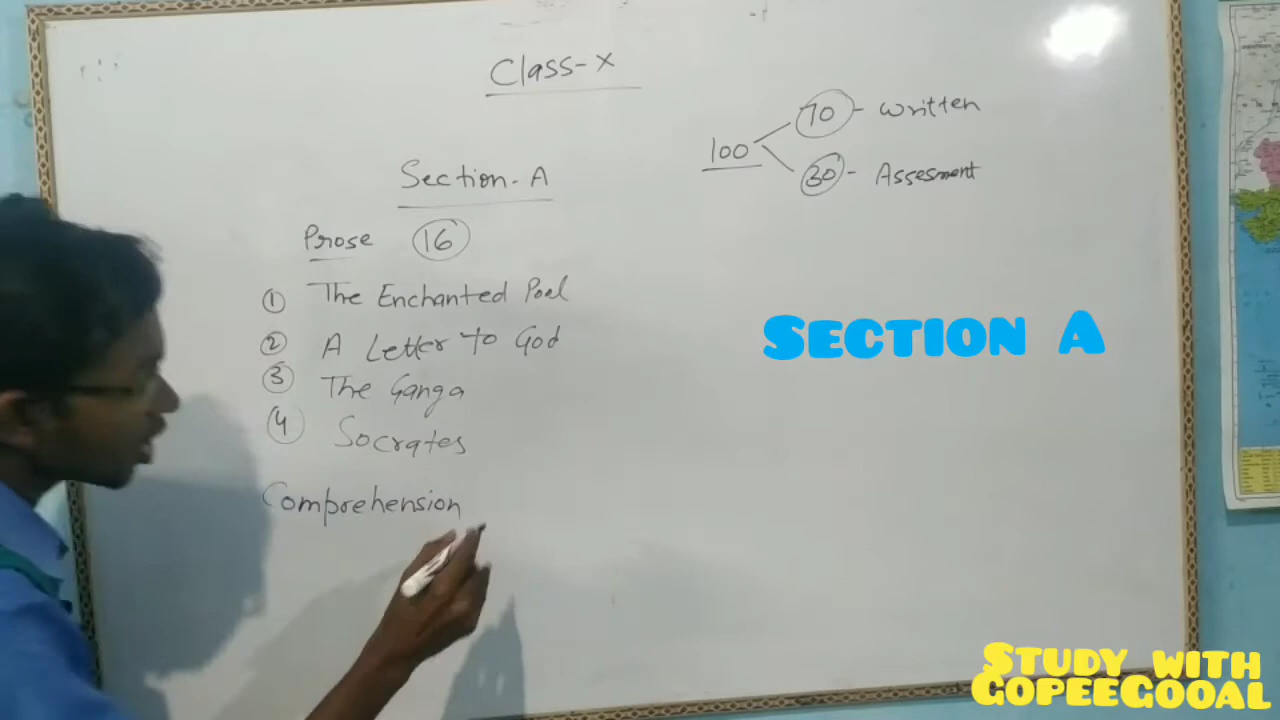 Class-X
100
70 - written
30 - Assesment
Section-A
Prose 16
① The Enchanted Pool
② A Letter to God
③ The Ganga
④ Socrates
Comprehension
SECTION A
STUDY WITH
GOPEEGOOAL